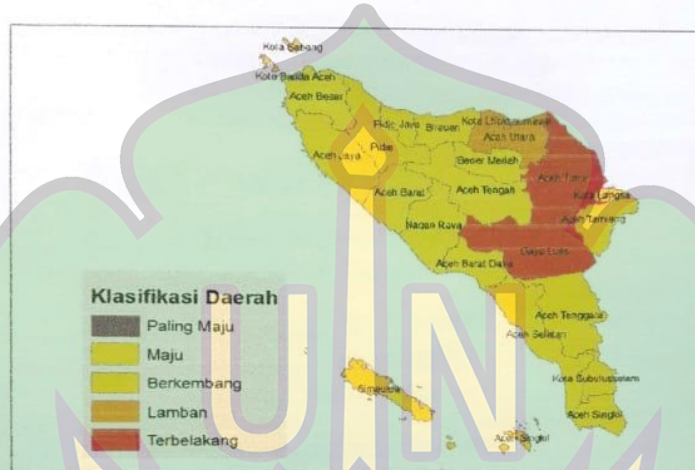 Kota Sabang
Kota Banda Aceh
Aceh Besar
Pidie Jaya
Bireuen
Kota Lhokseumawe
Aceh Utara
Aceh Jaya
Pidie
Bener Meriah
Aceh Timur
Aceh Barat
Aceh Tengah
Kota Langsa
Aceh Tamiang
Nagan Raya
Gayo Lues
Aceh Barat Daya
Klasifikasi Daerah
Paling Maju
Maju
Berkembang
Lamban
Terbelakang
Aceh Tenggara
Aceh Selatan
Simeulue
Kota Subulussalam
Aceh Singkil
Aceh Singkil
UIN